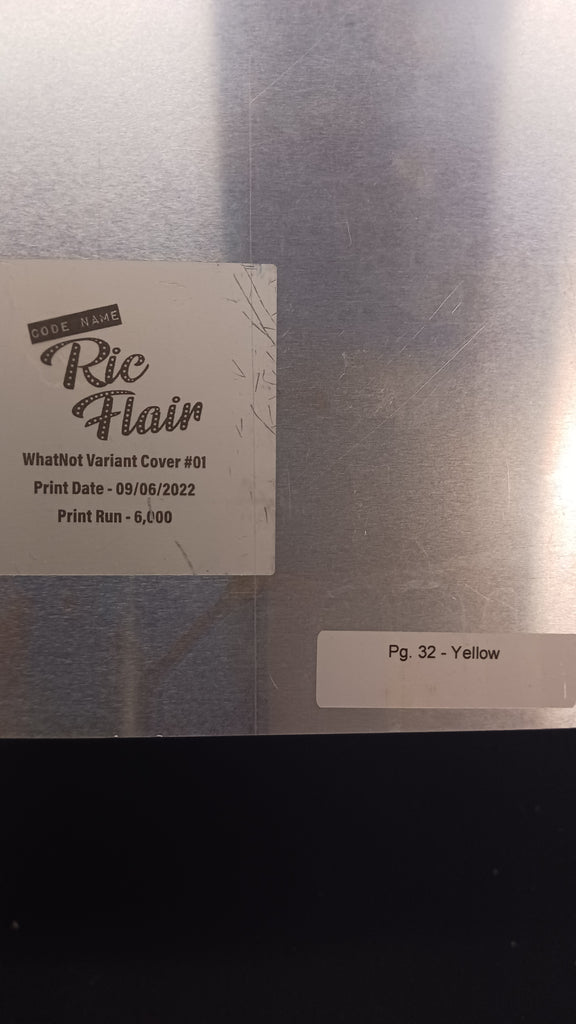 CODE NAME
Ric
Flair
WhatNot Variant Cover #01
Print Date - 09/06/2022
Print Run - 6,000
Pg. 32 - Yellow